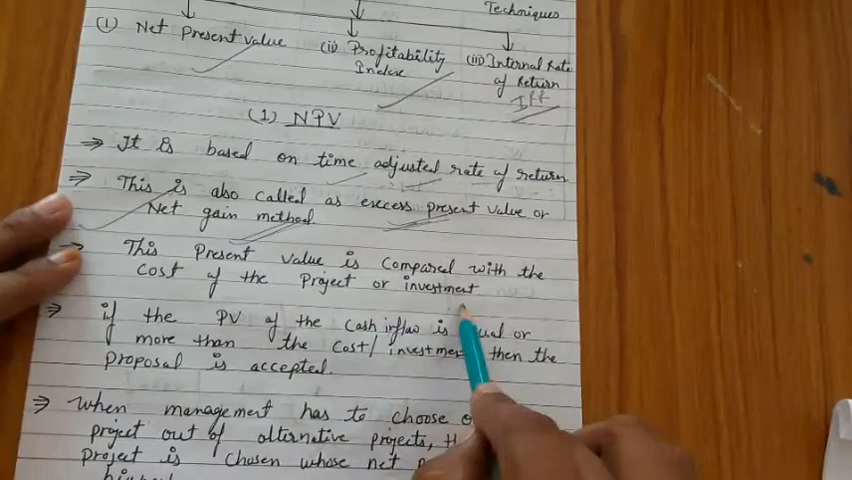 Techniques
(i) Net Present value (ii) Profitability Index (iii) Internal Rate of Return
IRR
(1) NPV
⇒ It is based on time adjusted rate of return.
⇒ This is also called as excess present value or
Net gain method
⇒ This Present value is compared with the
cost of the Project or investment
⇒ if the PV of the cash inflow is or
more than the cost/ investment then the
Proposal is accepted.
⇒ When management has to choose
project out of alternative projects,
project is chosen whose net